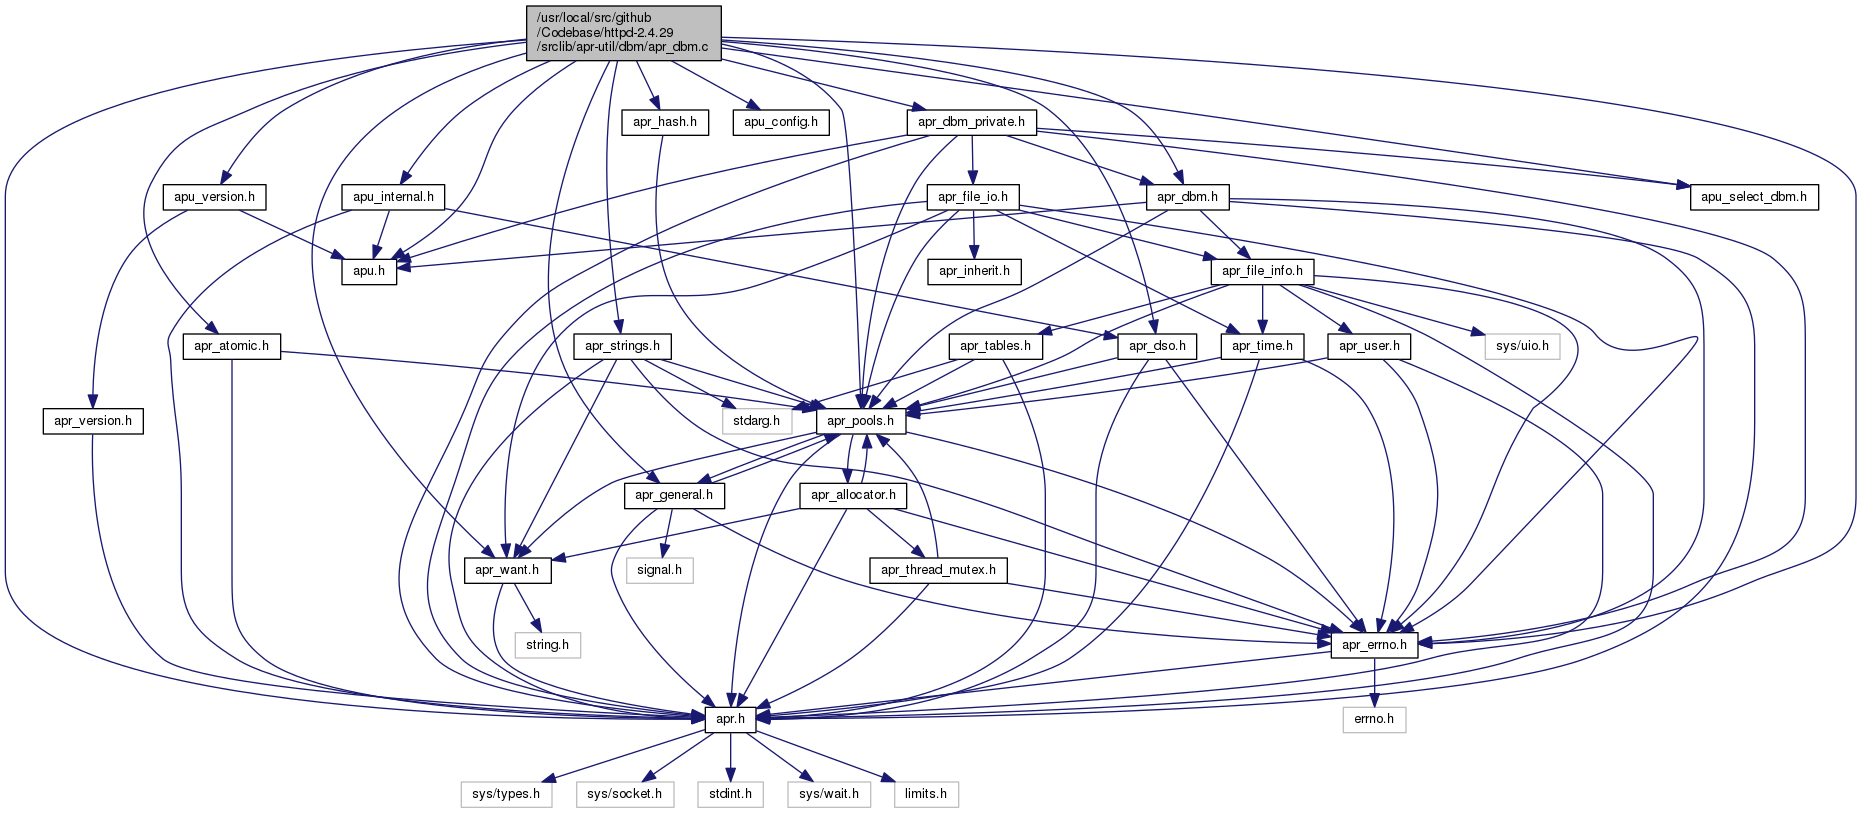 /usr/local/src/github
/Codebase/httpd-2.4.29
/srclib/apr-util/dbm/apr_dbm.c
apr_hash.h
apu_config.h
apr_dbm_private.h
apu_version.h
apu_internal.h
apr_file_io.h
apr_dbm.h
apu_select_dbm.h
apu.h
apr_inherit.h
apr_file_info.h
apr_atomic.h
apr_strings.h
apr_tables.h
apr_dso.h
apr_time.h
apr_user.h
sys/uio.h
apr_version.h
stdarg.h
apr_pools.h
apr_general.h
apr_allocator.h
apr_want.h
signal.h
apr_thread_mutex.h
string.h
apr_errno.h
apr.h
errno.h
sys/types.h
sys/socket.h
stdint.h
sys/wait.h
limits.h